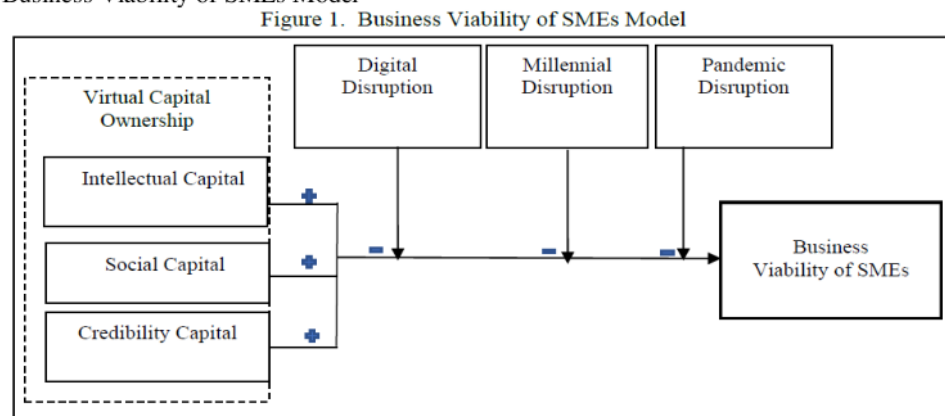 Business Viability of SMEs Model
Figure 1. Business Viability of SMEs Model
Digital
Disruption
Millennial
Disruption
Pandemic
Disruption
Virtual Capital
Ownership
Intellectual Capital
Social Capital
Credibility Capital
Business
Viability of SMEs